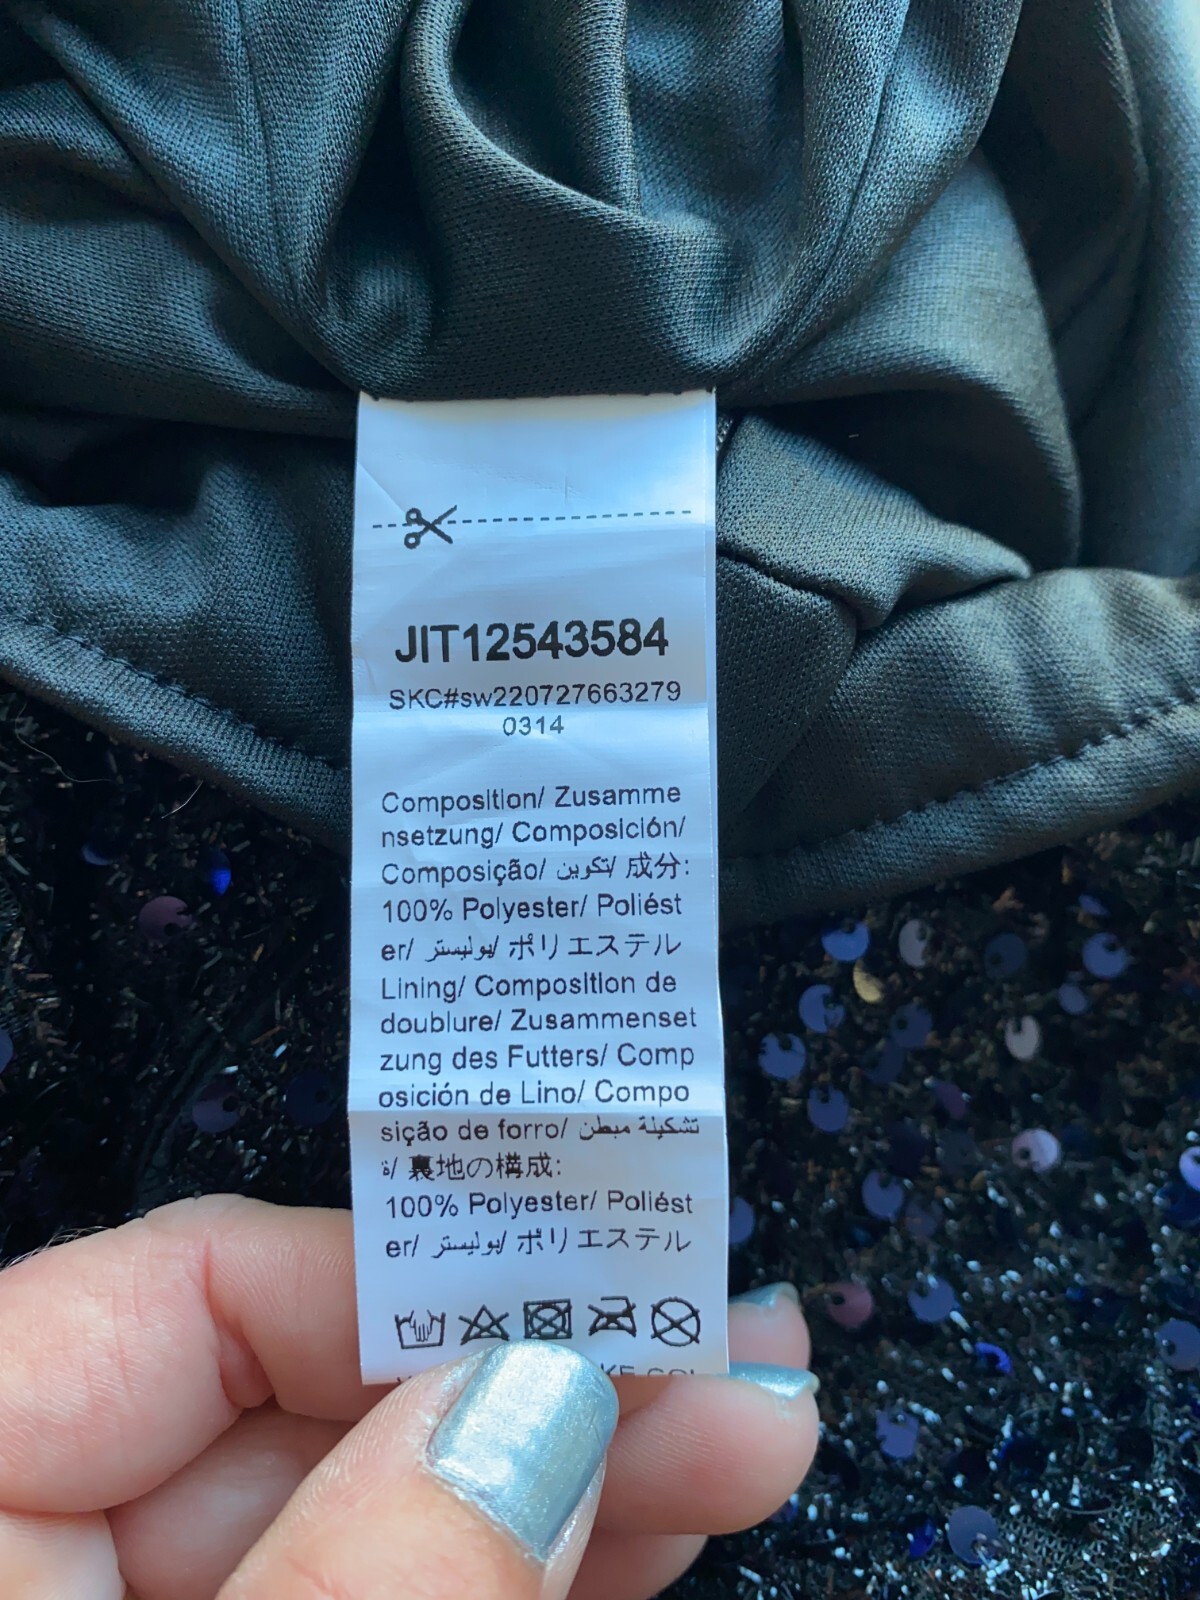 JIT12543584
SKC#sw220727663279
0314
Composition/ Zusamme
nsetzung/ Composición/
Composição/ تكوين/ 成分:
100% Polyester/ Poliést
er/ بوليستر/ ポリエステル
Lining/ Composition de
doublure/ Zusammenset
zung des Futters/ Comp
osición de Lino/ Compo
sição de forro/ تشكيلة مبطن
ة/ 裏地の構成:
100% Polyester/ Poliést
er/ بوليستر/ ポリエステル